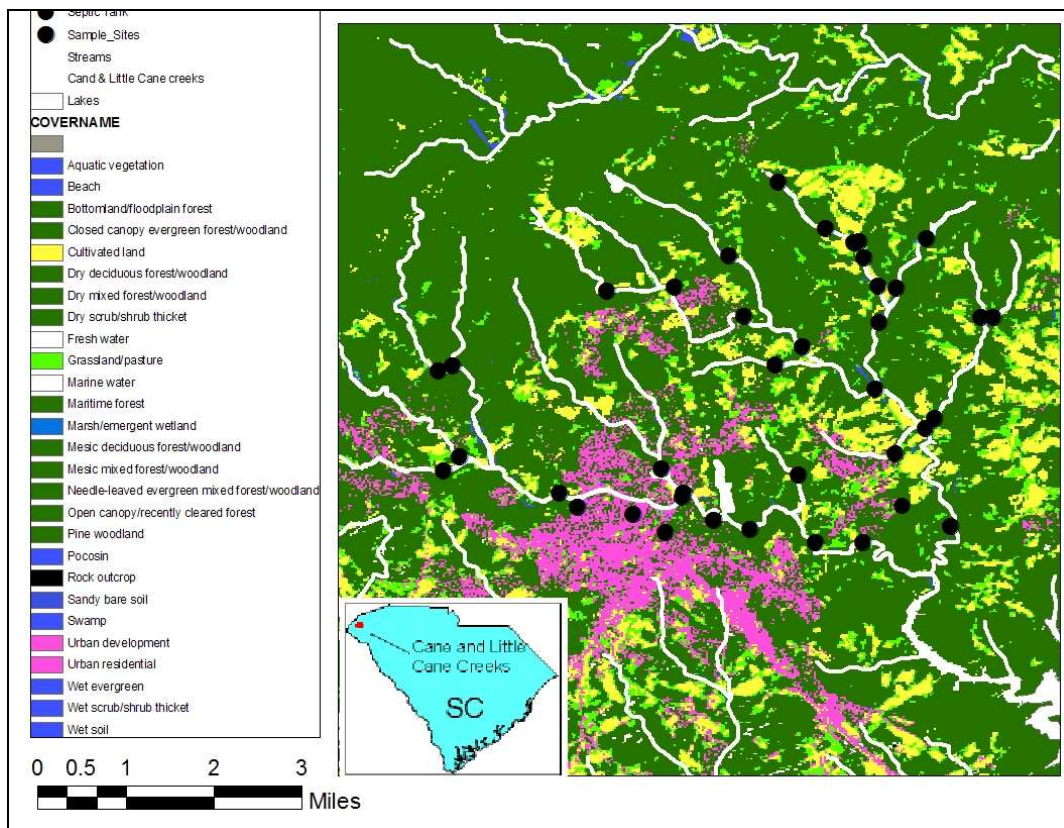 Septic Tank
Sample_Sites
Streams
Cand & Little Cane creeks
Lakes
COVERNAME
Aquatic vegetation
Beach
Bottomland/floodplain forest
Closed canopy evergreen forest/woodland
Cultivated land
Dry deciduous forest/woodland
Dry mixed forest/woodland
Dry scrub/shrub thicket
Fresh water
Grassland/pasture
Marine water
Maritime forest
Marsh/emergent wetland
Mesic deciduous forest/woodland
Mesic mixed forest/woodland
Needle-leaved evergreen mixed forest/woodland
Open canopy/recently cleared forest
Pine woodland
Pocosin
Rock outcrop
Sandy bare soil
Swamp
Urban development
Urban residential
Wet evergreen
Wet scrub/shrub thicket
Wet soil
0 0.5 1 2 3
Miles
Cane and Little
Cane Creeks
SC